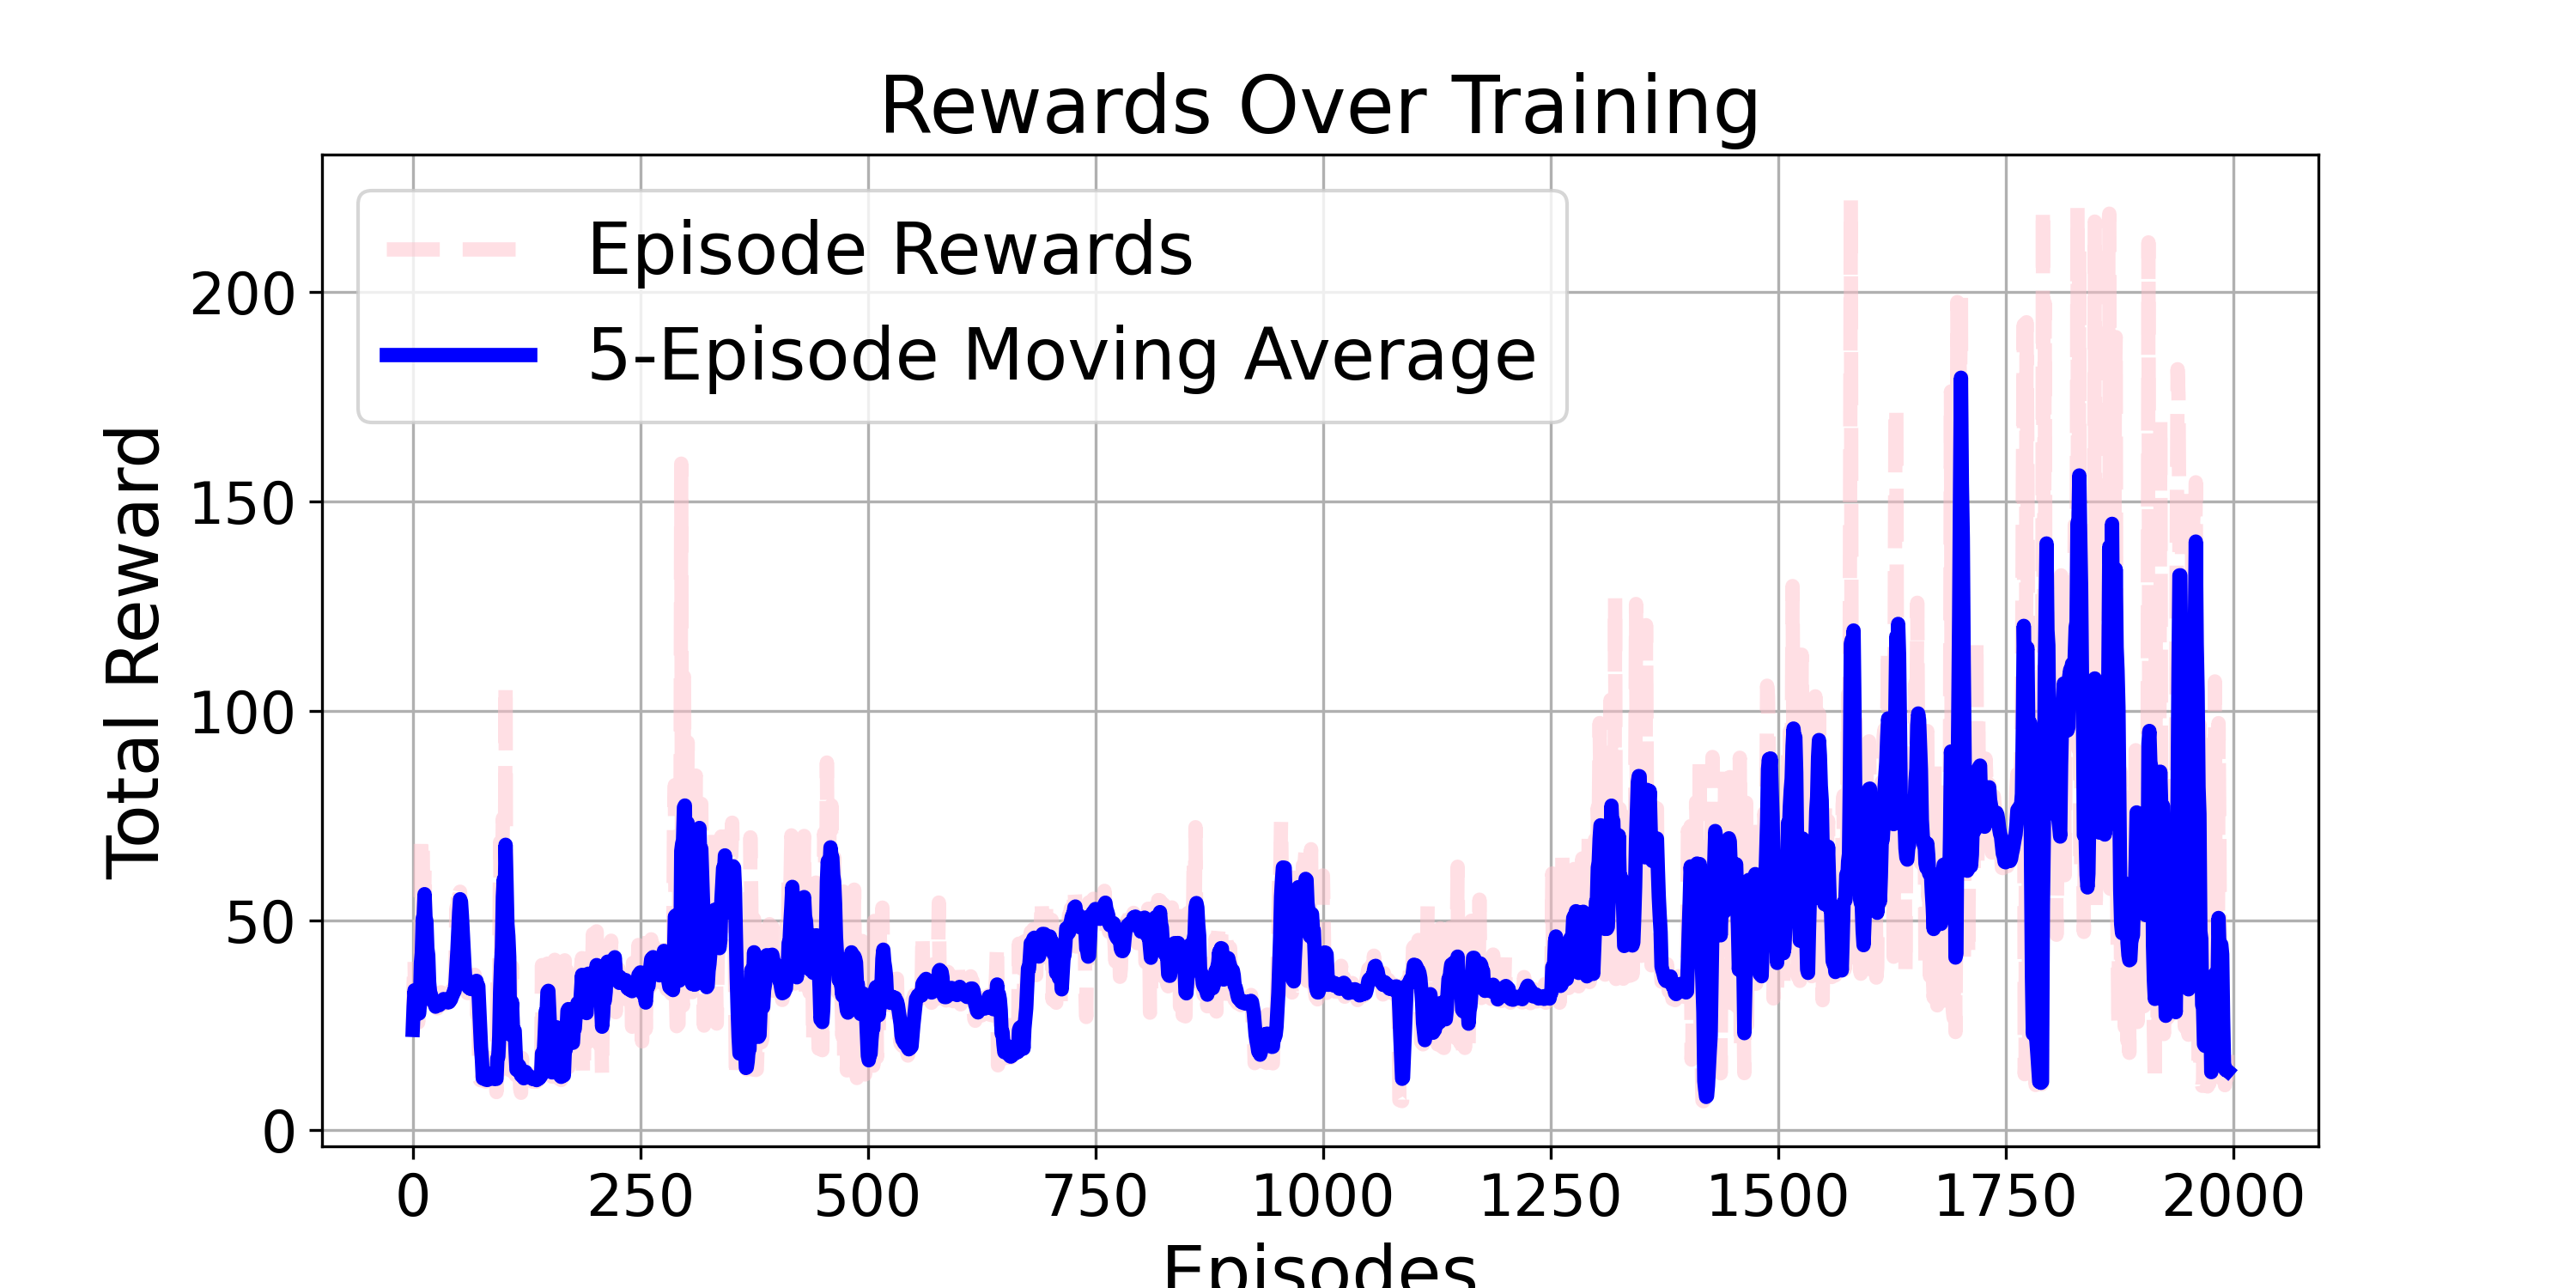 Rewards Over Training
Episode Rewards
5-Episode Moving Average
Total Reward
200
150
100
50
0
0 250 500 750 1000 1250 1500 1750 2000
Episodes